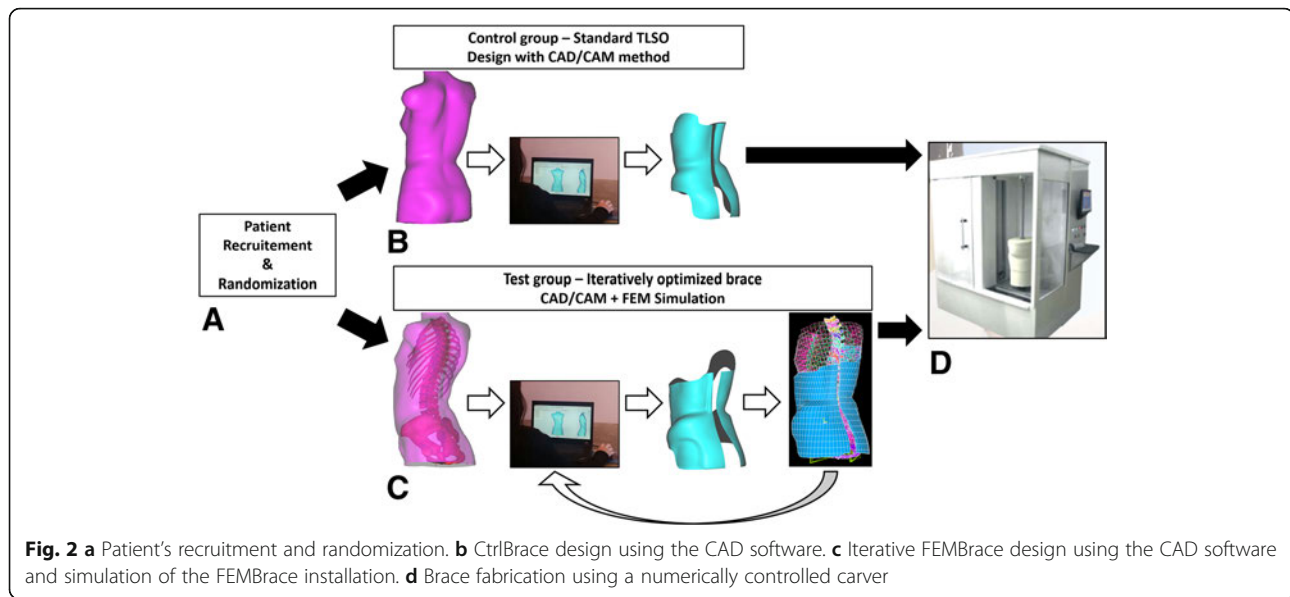 Control group – Standard TLSO
Design with CAD/CAM method
B
Patient
Recruitement
&
Randomization
A
Test group – Iteratively optimized brace
CAD/CAM + FEM Simulation
C
D
Fig. 2 a Patient's recruitment and randomization. b CtrlBrace design using the CAD software. c Iterative FEMBrace design using the CAD software
and simulation of the FEMBrace installation. d Brace fabrication using a numerically controlled carver